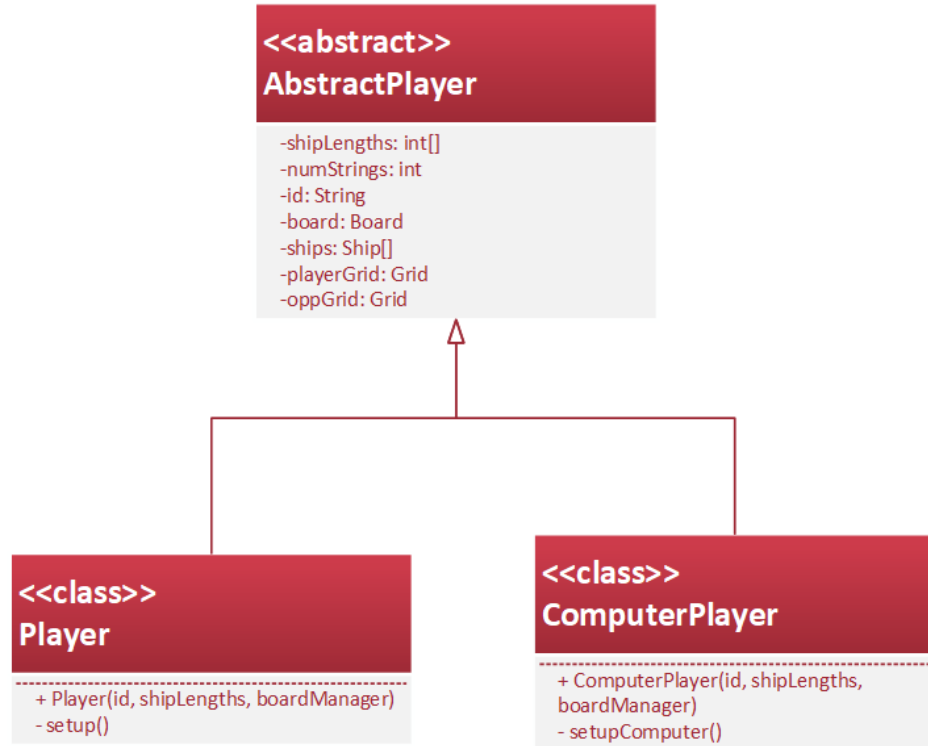 <<abstract>>
AbstractPlayer
-shipLengths: int[]
-numStrings: int
-id: String
-board: Board
-ships: Ship[]
-playerGrid: Grid
-oppGrid: Grid
<<class>>
Player
+ Player(id, shipLengths, boardManager)
- setup()
<<class>>
ComputerPlayer
+ ComputerPlayer(id, shipLengths,
boardManager)
- setupComputer()